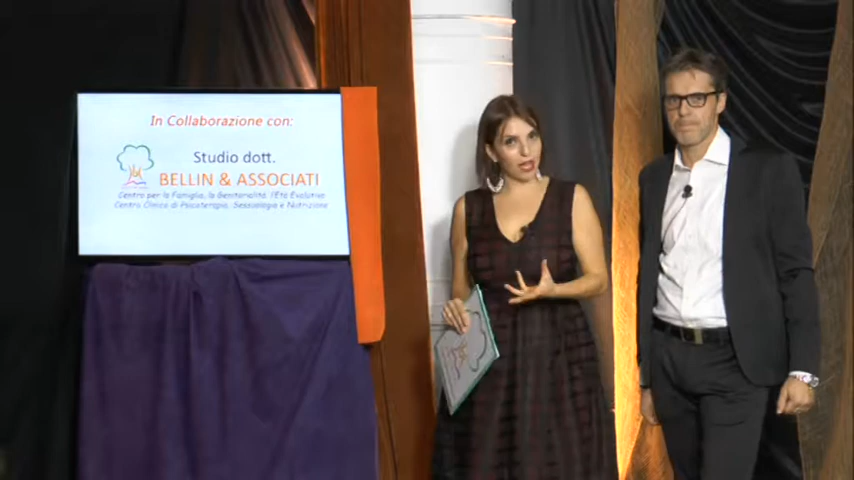 In Collaborazione con:
Studio dott.
BELLIN & ASSOCIATI
Centro per la Famiglia, la Genitorialità, l'Età Evolutiva
Centro Clinico di Psicoterapia, Sessuologia e Nutrizione